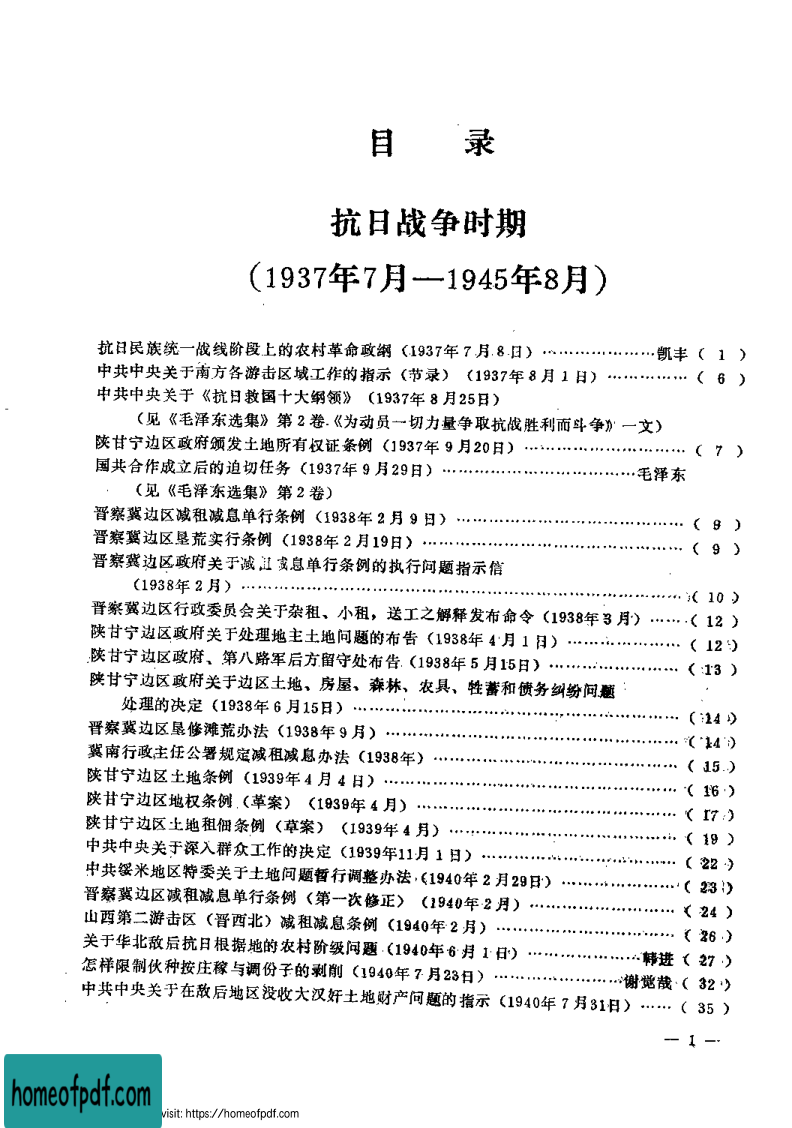 目 录
抗日战争时期
(1937年7月—1945年8月)
抗日民族统一战线阶段上的农村革命政纲(1937年7月8日)…………………凯丰( 1 )
中共中央关于南方各游击区域工作的指示(节录)(1937年8月1日)……………( 6 )
中共中央关于《抗日救国十大纲领》(1937年8月25日)
(见《毛泽东选集》第2卷《为动员一切力量争取抗战胜利而斗争》一文)
陕甘宁边区政府颁发土地所有权证条例(1937年9月20日)…………………………( 7 )
国共合作成立后的迫切任务(1937年9月29日)………………………………毛泽东
(见《毛泽东选集》第2卷)
晋察冀边区减租减息单行条例(1938年2月9日)……………………………………( 9 )
晋察冀边区垦荒实行条例(1938年2月19日)…………………………………………( 9 )
晋察冀边区政府关于减租减息单行条例的执行问题指示信
(1938年2月)…………………………………………………………………………( 10 )
晋察冀边区行政委员会关于杂租、小租,送工之解释发布命令(1938年3月)……( 12 )
陕甘宁边区政府关于处理地主土地问题的布告(1938年4月1日)…………………( 12 )
陕甘宁边区政府、第八路军后方留守处布告(1938年5月15日)……………………( 13 )
陕甘宁边区政府关于边区土地、房屋、森林、农具、牲蓄和债务纠纷问题
处理的决定(1938年6月15日)………………………………………………………( 14 )
晋察冀边区垦修滩荒办法(1938年9月)………………………………………………( 14 )
冀南行政主任公署规定减租减息办法(1938年)………………………………………( 15 )
陕甘宁边区土地条例(1939年4月4日)………………………………………………( 16 )
陕甘宁边区地权条例(草案)(1939年4月)…………………………………………( 17 )
陕甘宁边区土地租佃条例(草案)(1939年4月)……………………………………( 19 )
中共中央关于深入群众工作的决定(1939年11月1日)………………………………( 22 )
中共绥米地区特委关于土地问题暂行调整办法(1940年2月29日)…………………( 23 )
晋察冀边区减租减息单行条例(第一次修正)(1940年2月)………………………( 24 )
山西第二游击区(晋西北)减租减息条例(1940年2月)……………………………( 26 )
关于华北敌后抗日根据地的农村阶级问题(1940年6月1日)…………………韩进( 27 )
怎样限制伙种按庄稼与调份子的剥削(1940年7月23日)……………………谢觉哉( 32 )
中共中央关于在敌后地区没收大汉奸土地财产问题的指示(1940年7月31日)……( 35 )
— 1 —
homeofpdf.com
visit: https://homeofpdf.com